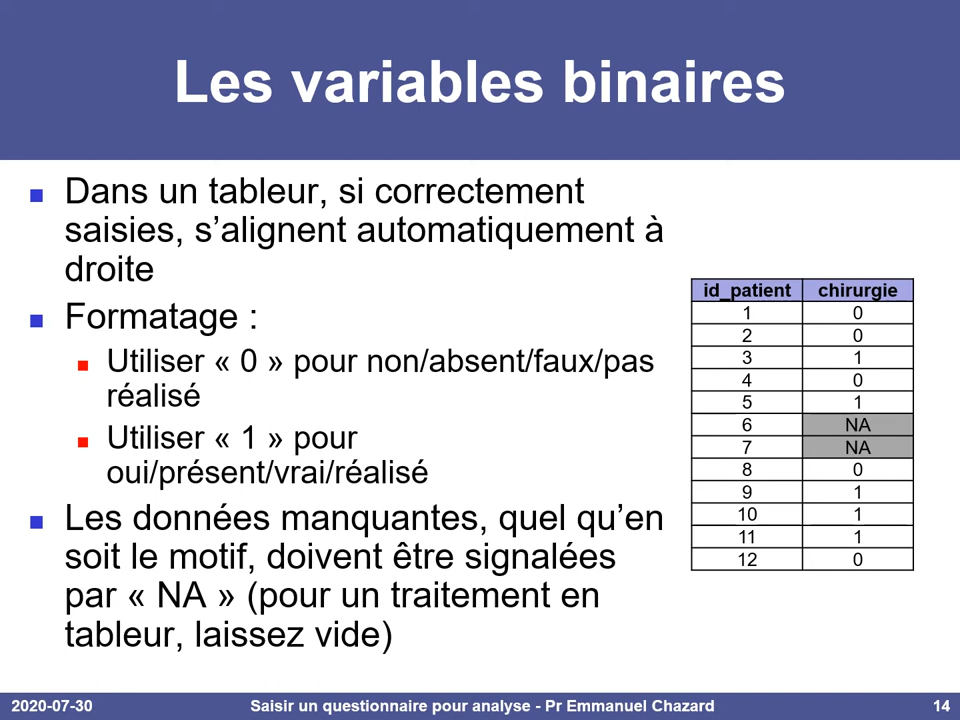 Les variables binaires
Dans un tableur, si correctement
saisies, s’alignent automatiquement à
droite
Formatage :
Utiliser « 0 » pour non/absent/faux/pas
réalisé
Utiliser « 1 » pour
oui/présent/vrai/réalisé
Les données manquantes, quel qu’en
soit le motif, doivent être signalées
par « NA » (pour un traitement en
tableur, laissez vide)
id_patient chirurgie
1 0
2 0
3 1
4 0
5 1
6 NA
7 NA
8 0
9 1
10 1
11 1
12 0
2020-07-30 Saisir un questionnaire pour analyse - Pr Emmanuel Chazard 14